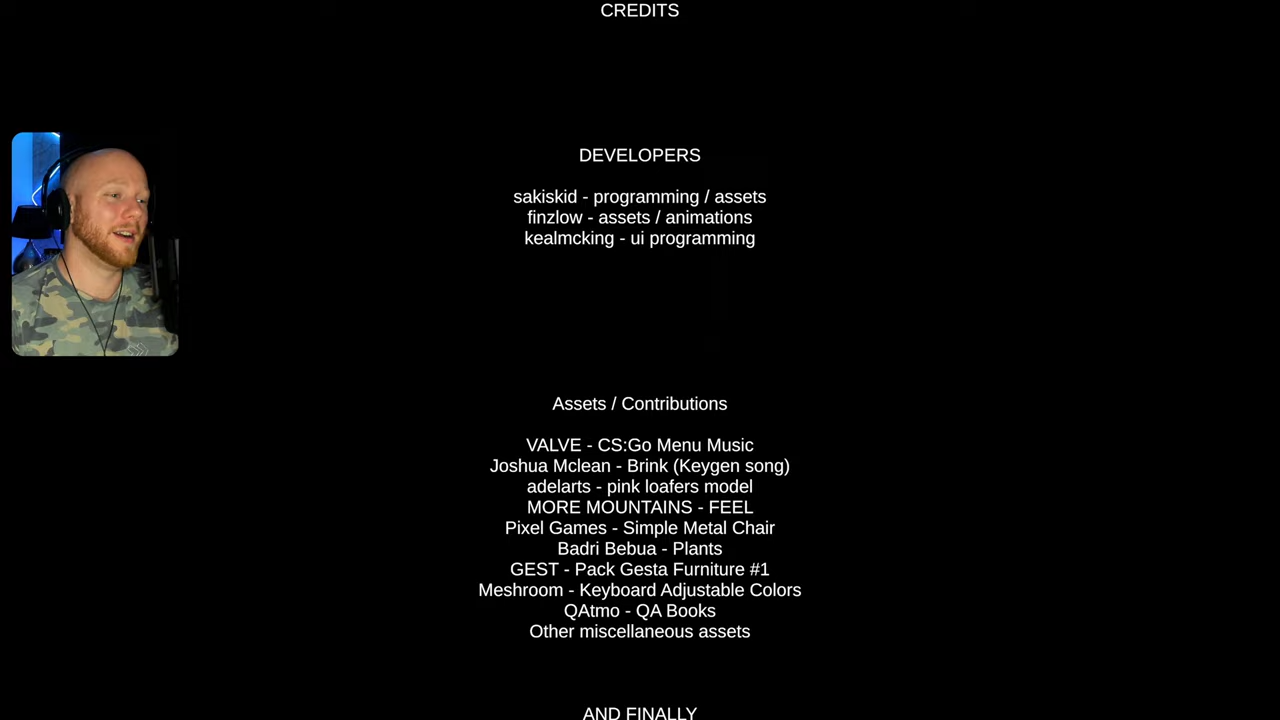 CREDITS
DEVELOPERS
sakiskid - programming / assets
finzlow - assets / animations
kealmcking - ui programming
Assets / Contributions
VALVE - CS:Go Menu Music
Joshua Mclean - Brink (Keygen song)
adelarts - pink loafers model
MORE MOUNTAINS - FEEL
Pixel Games - Simple Metal Chair
Badri Bebua - Plants
GEST - Pack Gesta Furniture #1
Meshroom - Keyboard Adjustable Colors
QAtmo - QA Books
Other miscellaneous assets
AND FINALLY